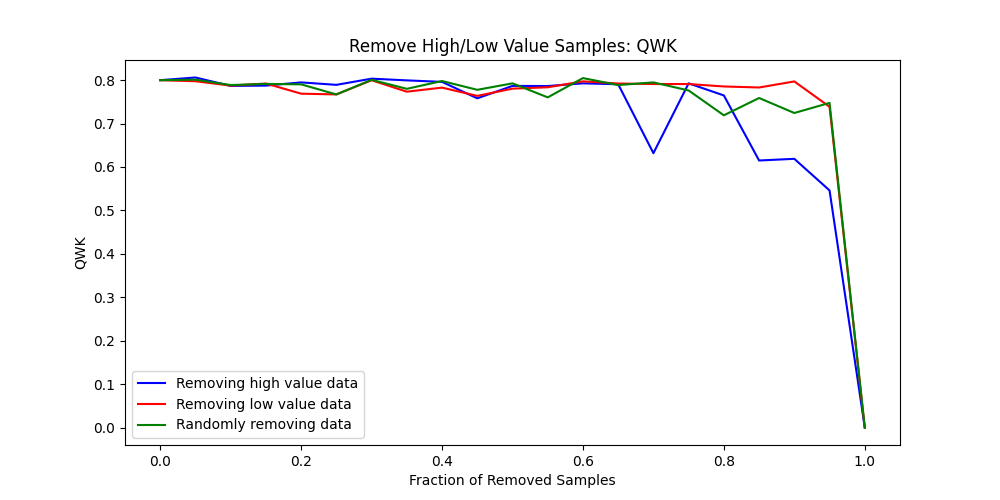 Remove High/Low Value Samples: QWK
0.8
0.7
0.6
0.5
0.4
0.3
0.2
0.1
0.0
QWK
Removing high value data
Removing low value data
Randomly removing data
0.0 0.2 0.4 0.6 0.8 1.0
Fraction of Removed Samples